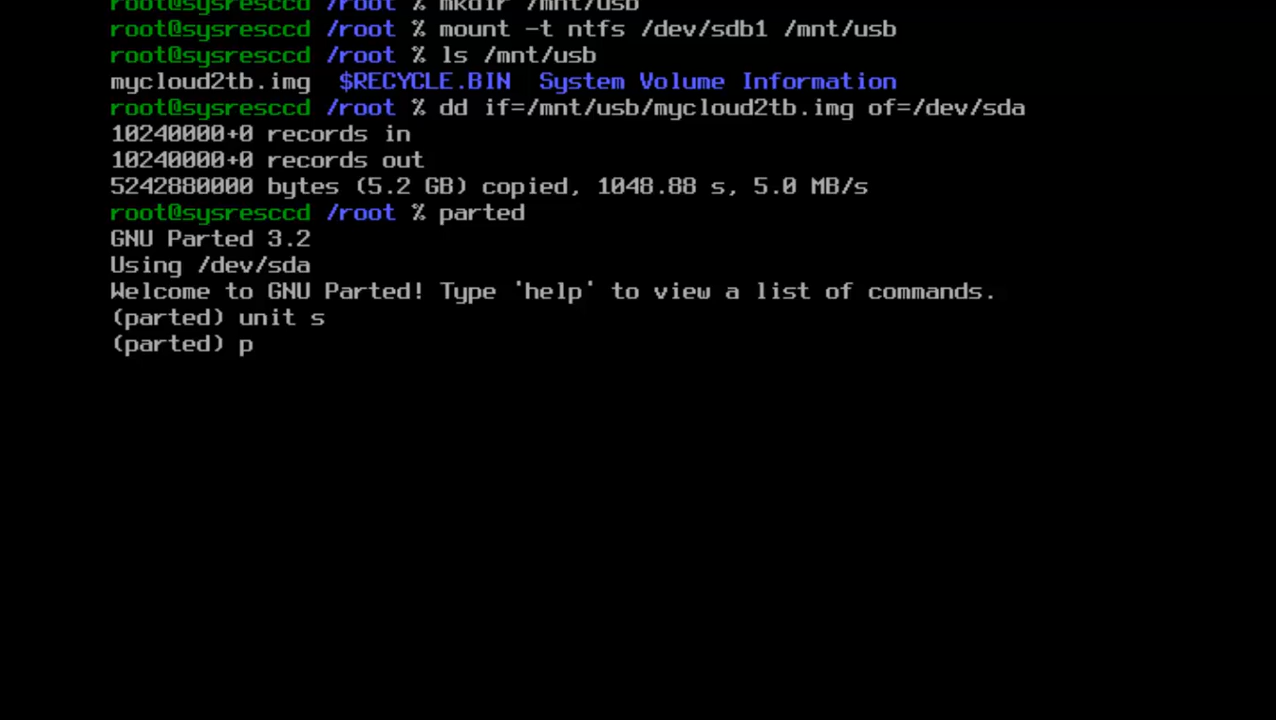 root@sysresccd /root % mkdir /mnt/usb
root@sysresccd /root % mount -t ntfs /dev/sdb1 /mnt/usb
root@sysresccd /root % ls /mnt/usb
mycloud2tb.img  $RECYCLE.BIN  System Volume Information
root@sysresccd /root % dd if=/mnt/usb/mycloud2tb.img of=/dev/sda
10240000+0 records in
10240000+0 records out
5242880000 bytes (5.2 GB) copied, 1048.88 s, 5.0 MB/s
root@sysresccd /root % parted
GNU Parted 3.2
Using /dev/sda
Welcome to GNU Parted! Type 'help' to view a list of commands.
(parted) unit s
(parted) p